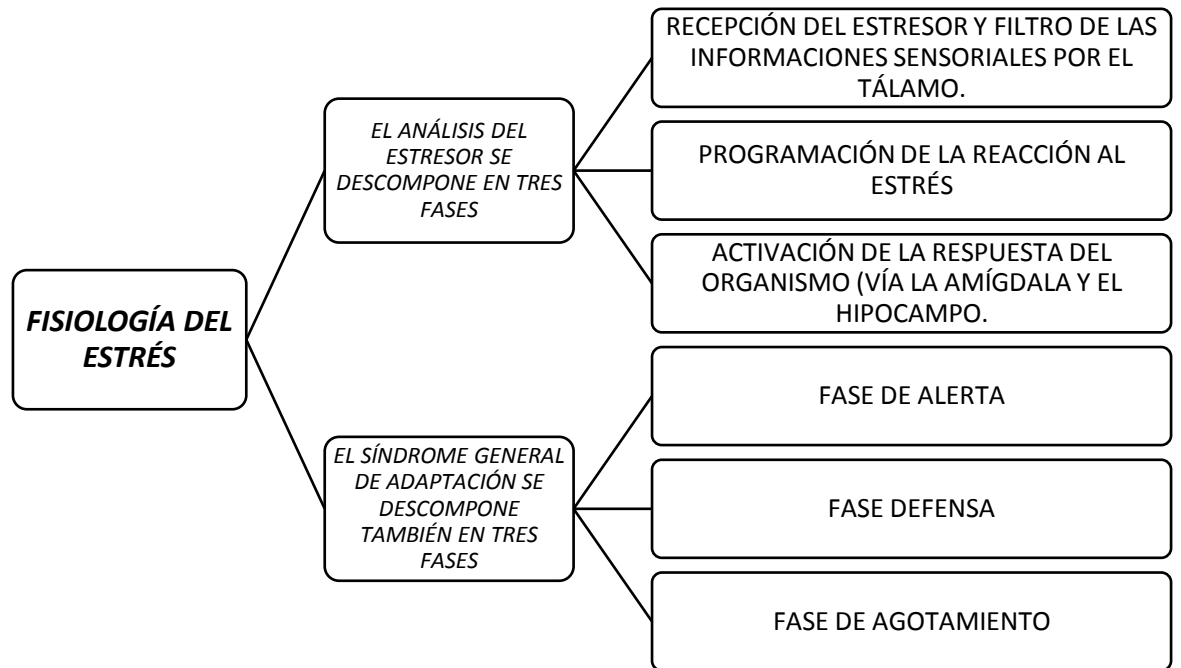 FISIOLOGÍA DEL
ESTRÉS
EL ANÁLISIS DEL
ESTRESOR SE
DESCOMPONE EN TRES
FASES
RECEPCIÓN DEL ESTRESOR Y FILTRO DE LAS
INFORMACIONES SENSORIALES POR EL
TÁLAMO.
PROGRAMACIÓN DE LA REACCIÓN AL
ESTRÉS
ACTIVACIÓN DE LA RESPUESTA DEL
ORGANISMO (VÍA LA AMÍGDALA Y EL
HIPOCAMPO.
EL SÍNDROME GENERAL
DE ADAPTACIÓN SE
DESCOMPONE
TAMBIÉN EN TRES
FASES
FASE DE ALERTA
FASE DEFENSA
FASE DE AGOTAMIENTO